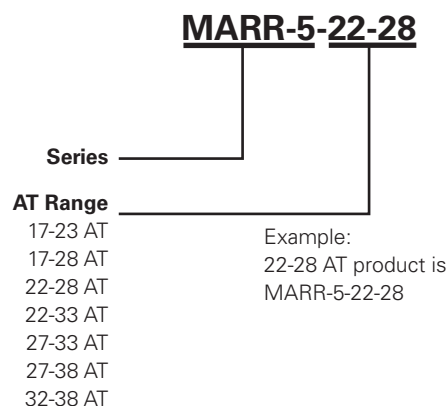 MARR-5-22-28
Series
AT Range
17-23 AT
17-28 AT
22-28 AT
22-33 AT
27-33 AT
27-38 AT
32-38 AT
Example:
22-28 AT product is
MARR-5-22-28